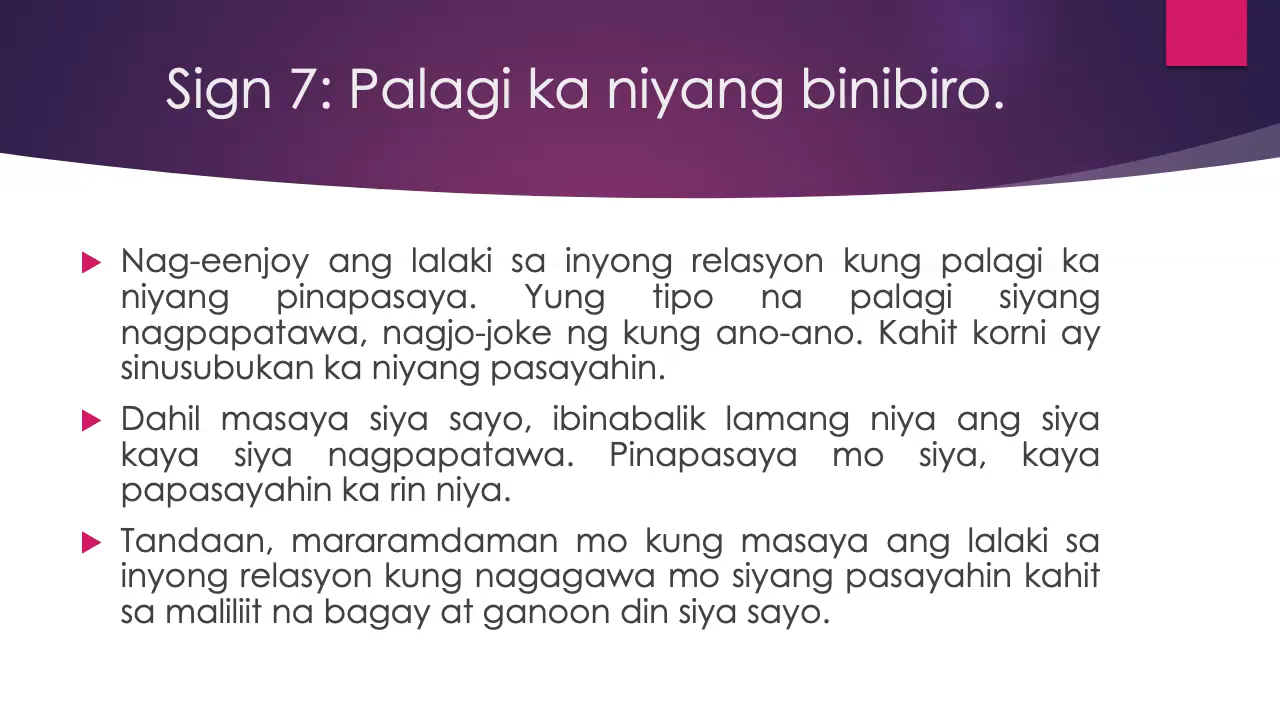 Sign 7: Palagi ka niyang binibiro.
Nag-eenjoy ang lalaki sa inyong relasyon kung palagi ka
niyang pinapasaya. Yung tipo na palagi siyang
nagpapatawa, nagjo-joke ng kung ano-ano. Kahit korni ay
sinusubukan ka niyang pasayahin.
Dahil masaya siya sayo, ibinabalik lamang niya ang siya
kaya siya nagpapatawa. Pinapasaya mo siya, kaya
papasayahin ka rin niya.
Tandaan, mararamdaman mo kung masaya ang lalaki sa
inyong relasyon kung nagagawa mo siyang pasayahin kahit
sa maliliit na bagay at ganoon din siya sayo.